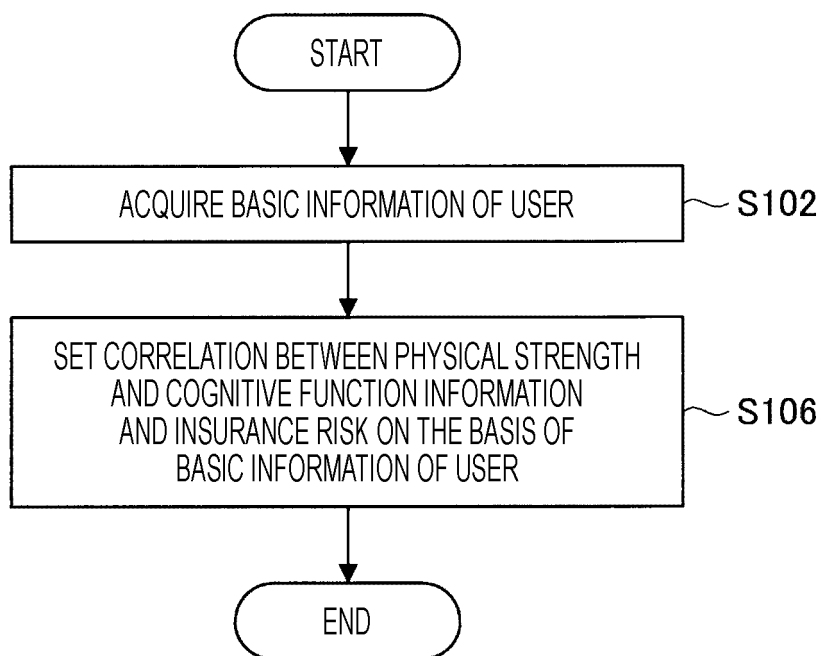 START
ACQUIRE BASIC INFORMATION OF USER
S102
SET CORRELATION BETWEEN PHYSICAL STRENGTH
AND COGNITIVE FUNCTION INFORMATION
AND INSURANCE RISK ON THE BASIS OF
BASIC INFORMATION OF USER
S106
END